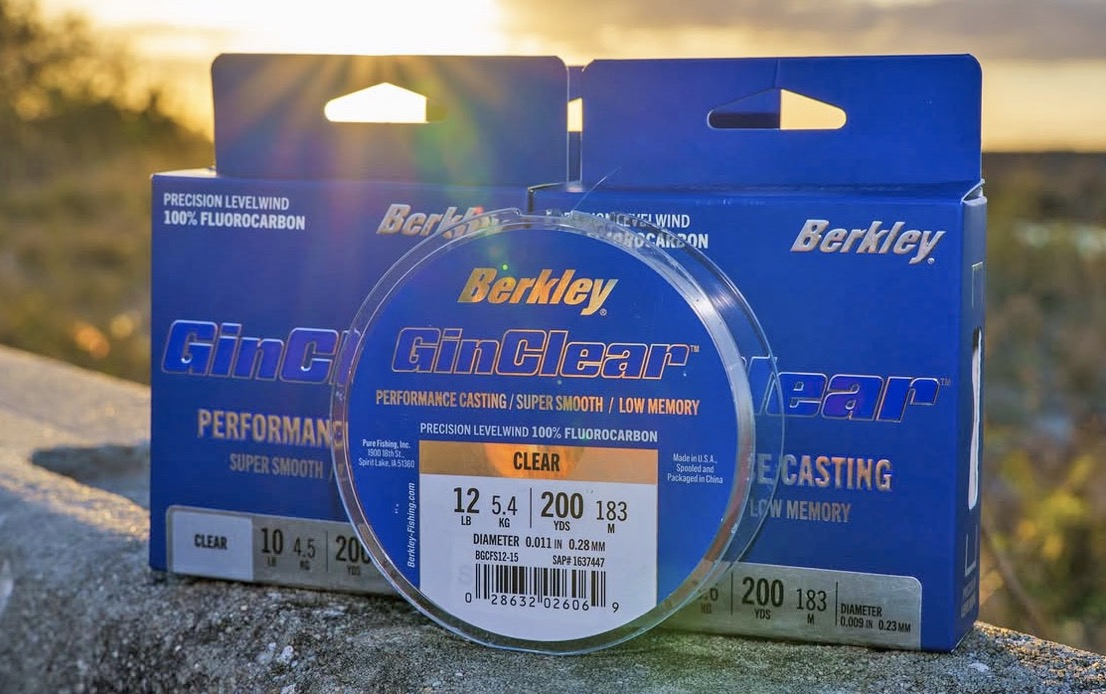 PRECISION LEVELWIND
100% FLUOROCARBON
Berkley
GinC
PERFORMAN
SUPER SMOOTH /
CLEAR
10 LB 4.5 KG 200 YDS
LEVELWIND
FLUOROCARBON
Berkley®
lear™
E CASTING
LOW MEMORY
200 YDS 183 M
DIAMETER
0.009 IN 0.23 MM
Berkley®
GinClear™
PERFORMANCE CASTING / SUPER SMOOTH / LOW MEMORY
PRECISION LEVELWIND 100% FLUOROCARBON
Pure Fishing, Inc.
1900 18th St.,
Spirit Lake, IA 51360
Berkley-Fishing.com
CLEAR
Made in U.S.A.,
Spooled and
Packaged in China
12 LB 5.4 KG 200 YDS 183 M
DIAMETER 0.011 IN 0.28 MM
BGCFS12-15 SAP# 1637447
0 28632 02606 9